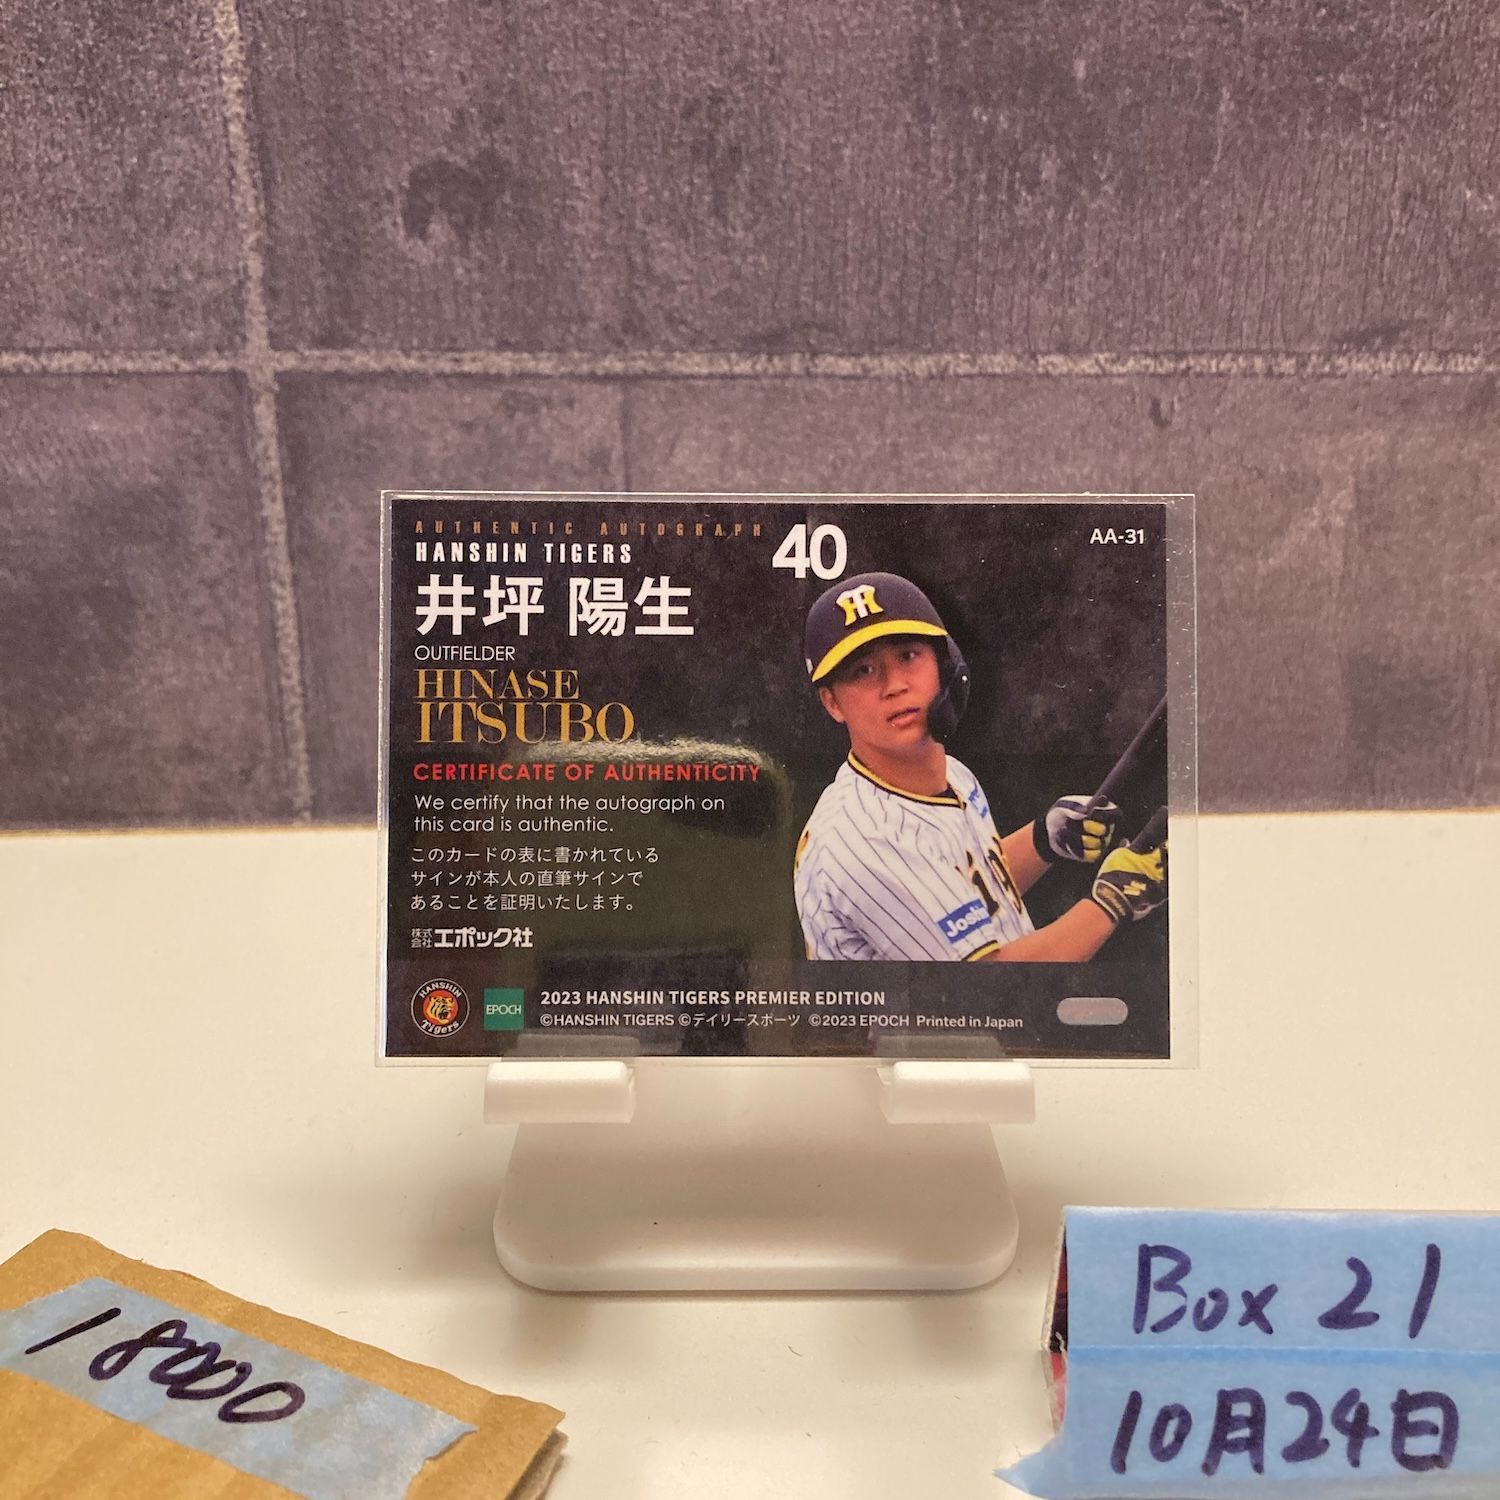 AUTHENTIC AUTOGRAPH
HANSHIN TIGERS
40
AA-31
井坪 陽生
OUTFIELDER
HINASE
ITSUBO
CERTIFICATE OF AUTHENTICITY
We certify that the autograph on
this card is authentic.
このカードの表に書かれている
サインが本人の直筆サインで
あることを証明いたします。
株式会社エポック社
HANSHIN Tigers
EPOCH
2023 HANSHIN TIGERS PREMIER EDITION
©HANSHIN TIGERS ©デイリースポーツ ©2023 EPOCH Printed in Japan
18000
Box 21
10月24日